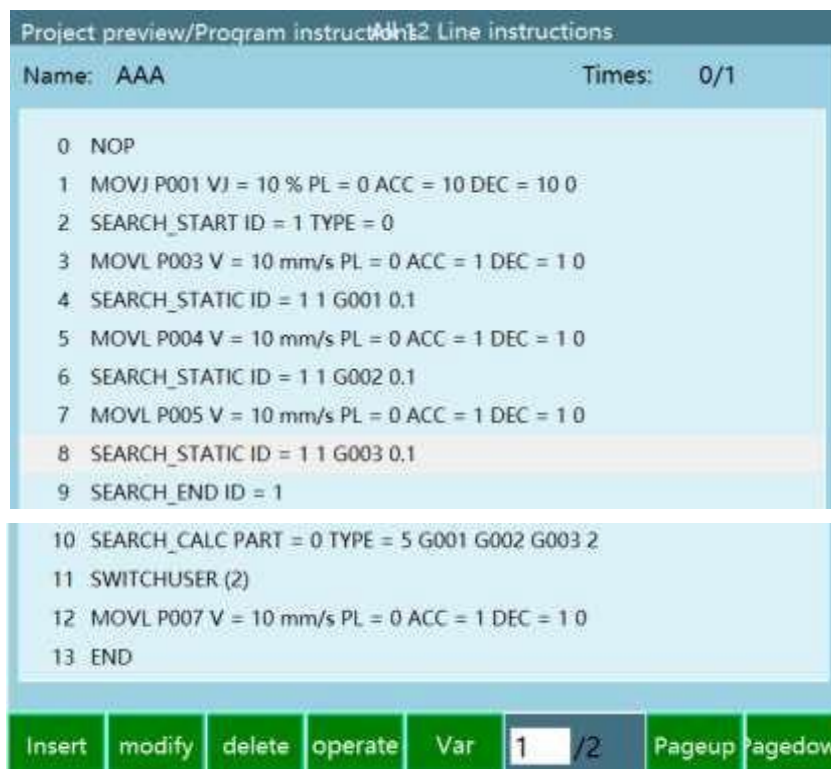 Project preview/Program instructions All 12 Line instructions
Name: AAA Times: 0/1
0 NOP
1 MOVJ P001 VJ = 10 % PL = 0 ACC = 10 DEC = 10 0
2 SEARCH_START ID = 1 TYPE = 0
3 MOVL P003 V = 10 mm/s PL = 0 ACC = 1 DEC = 1 0
4 SEARCH_STATIC ID = 1 1 G001 0.1
5 MOVL P004 V = 10 mm/s PL = 0 ACC = 1 DEC = 1 0
6 SEARCH_STATIC ID = 1 1 G002 0.1
7 MOVL P005 V = 10 mm/s PL = 0 ACC = 1 DEC = 1 0
8 SEARCH_STATIC ID = 1 1 G003 0.1
9 SEARCH_END ID = 1
10 SEARCH_CALC PART = 0 TYPE = 5 G001 G002 G003 2
11 SWITCHUSER (2)
12 MOVL P007 V = 10 mm/s PL = 0 ACC = 1 DEC = 1 0
13 END
Insert modify delete operate Var 1 /2 Pageup Pagedow